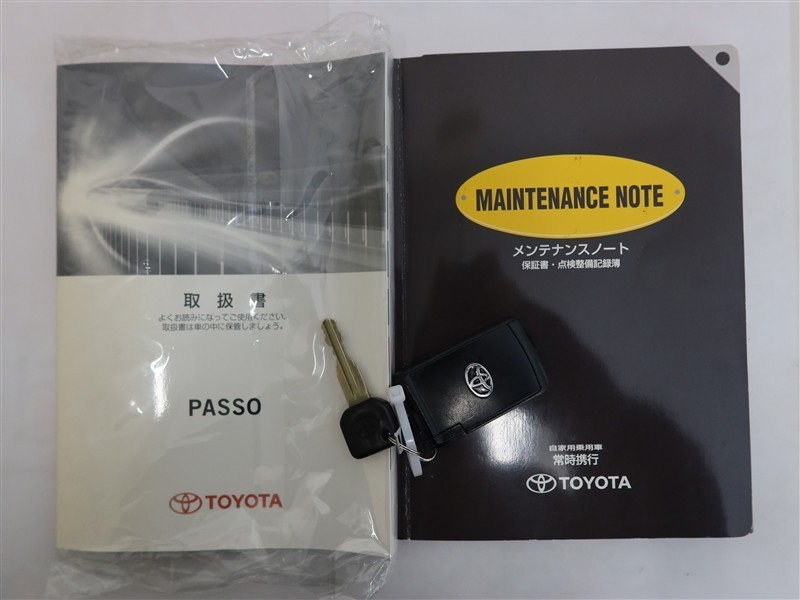 取扱書
よくお読みになってご使用ください。
取扱書は車の中に保管しましょう。
PASSO
TOYOTA
MAINTENANCE NOTE
メンテナンスノート
保証書・点検整備記録簿
自家用乗用車
常時携行
TOYOTA